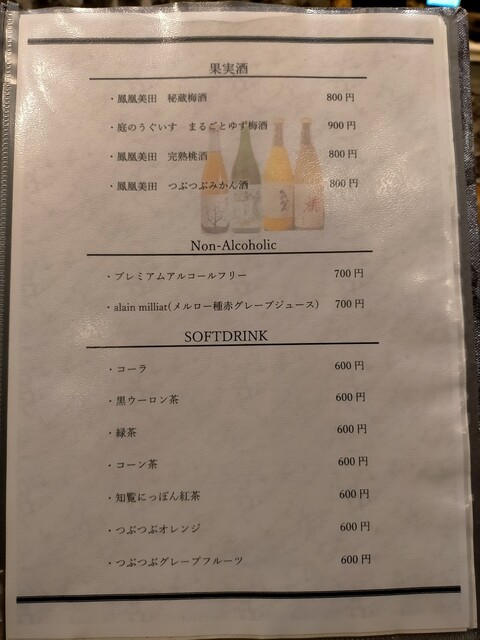 果実酒
・鳳凰美田　秘蔵梅酒　800円
・庭のうぐいす　まるごとゆず梅酒　900円
・鳳凰美田　完熟桃酒　800円
・鳳凰美田　つぶつぶみかん酒　800円
Non-Alcoholic
・プレミアムアルコールフリー　700円
・alain milliat(メルロー種赤グレープジュース)　700円
SOFTDRINK
・コーラ　600円
・黒ウーロン茶　600円
・緑茶　600円
・コーン茶　600円
・知覧にっぽん紅茶　600円
・つぶつぶオレンジ　600円
・つぶつぶグレープフルーツ　600円